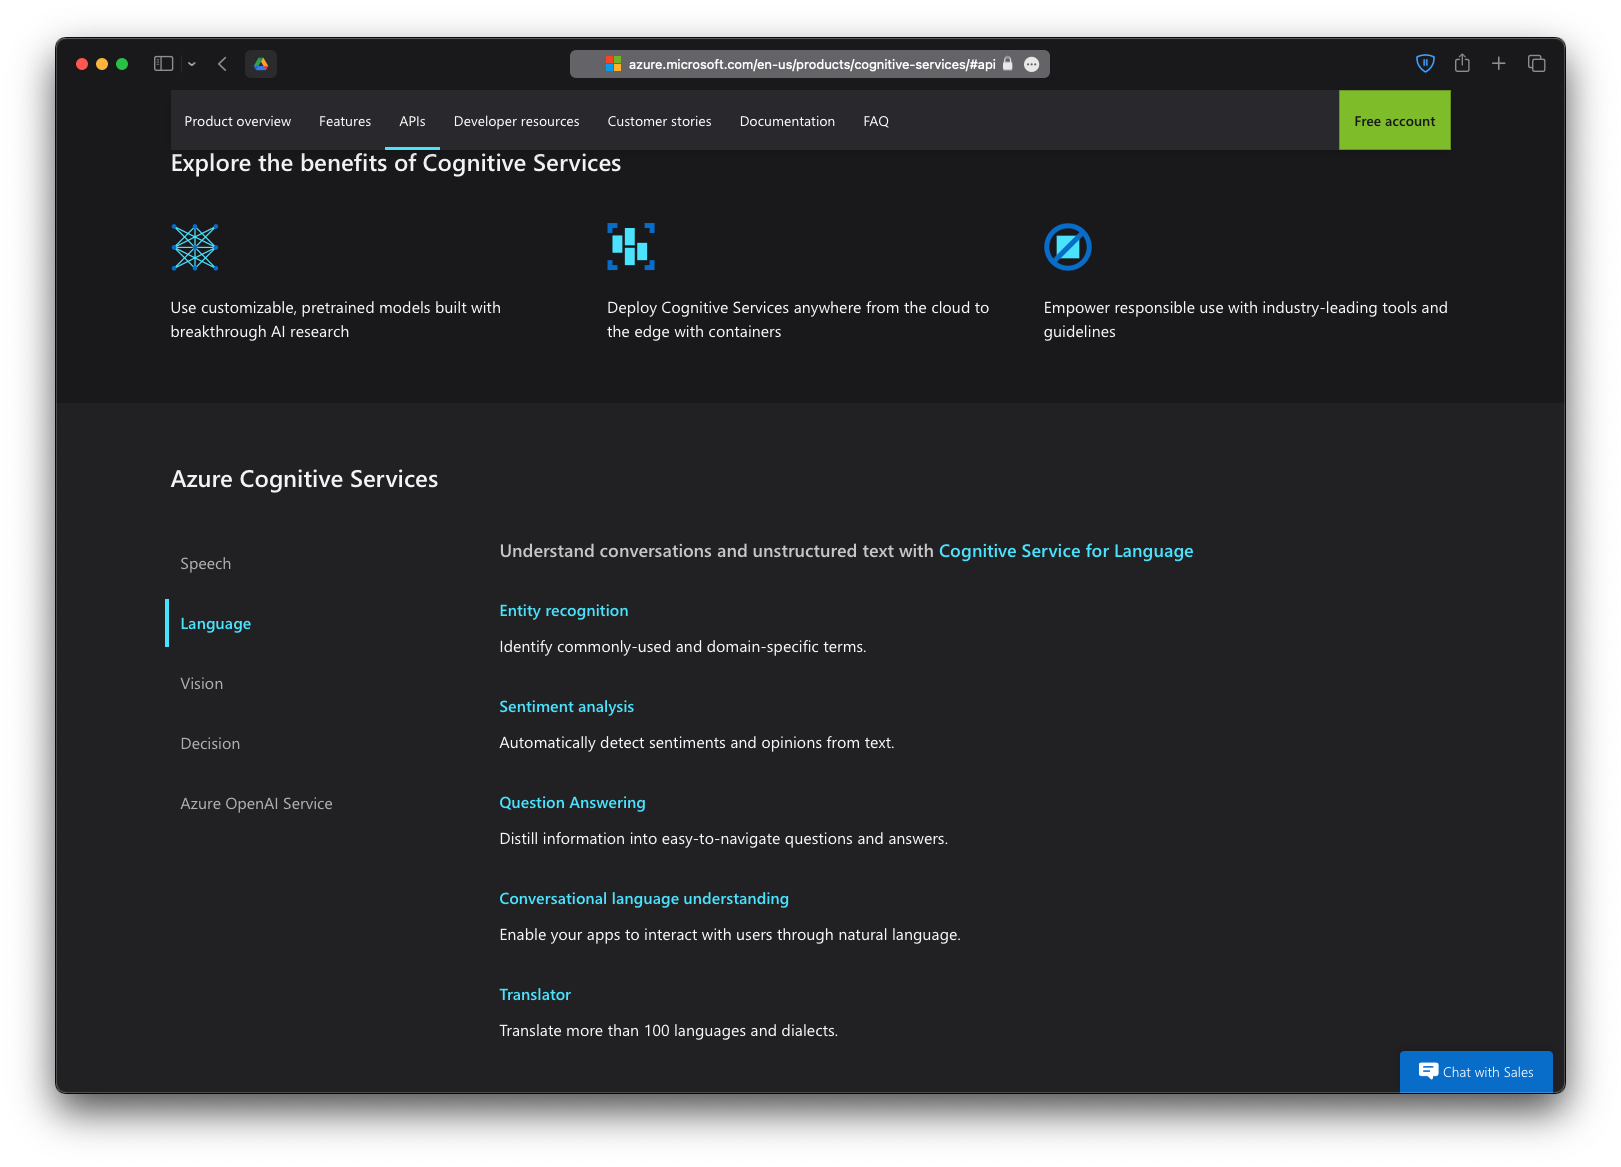 azure.microsoft.com/en-us/products/cognitive-services/#api
Product overview
Features
APIs
Developer resources
Customer stories
Documentation
FAQ
Free account
Explore the benefits of Cognitive Services
Use customizable, pretrained models built with
breakthrough AI research
Deploy Cognitive Services anywhere from the cloud to
the edge with containers
Empower responsible use with industry-leading tools and
guidelines
Azure Cognitive Services
Speech
Language
Vision
Decision
Azure OpenAI Service
Understand conversations and unstructured text with Cognitive Service for Language
Entity recognition
Identify commonly-used and domain-specific terms.
Sentiment analysis
Automatically detect sentiments and opinions from text.
Question Answering
Distill information into easy-to-navigate questions and answers.
Conversational language understanding
Enable your apps to interact with users through natural language.
Translator
Translate more than 100 languages and dialects.
Chat with Sales